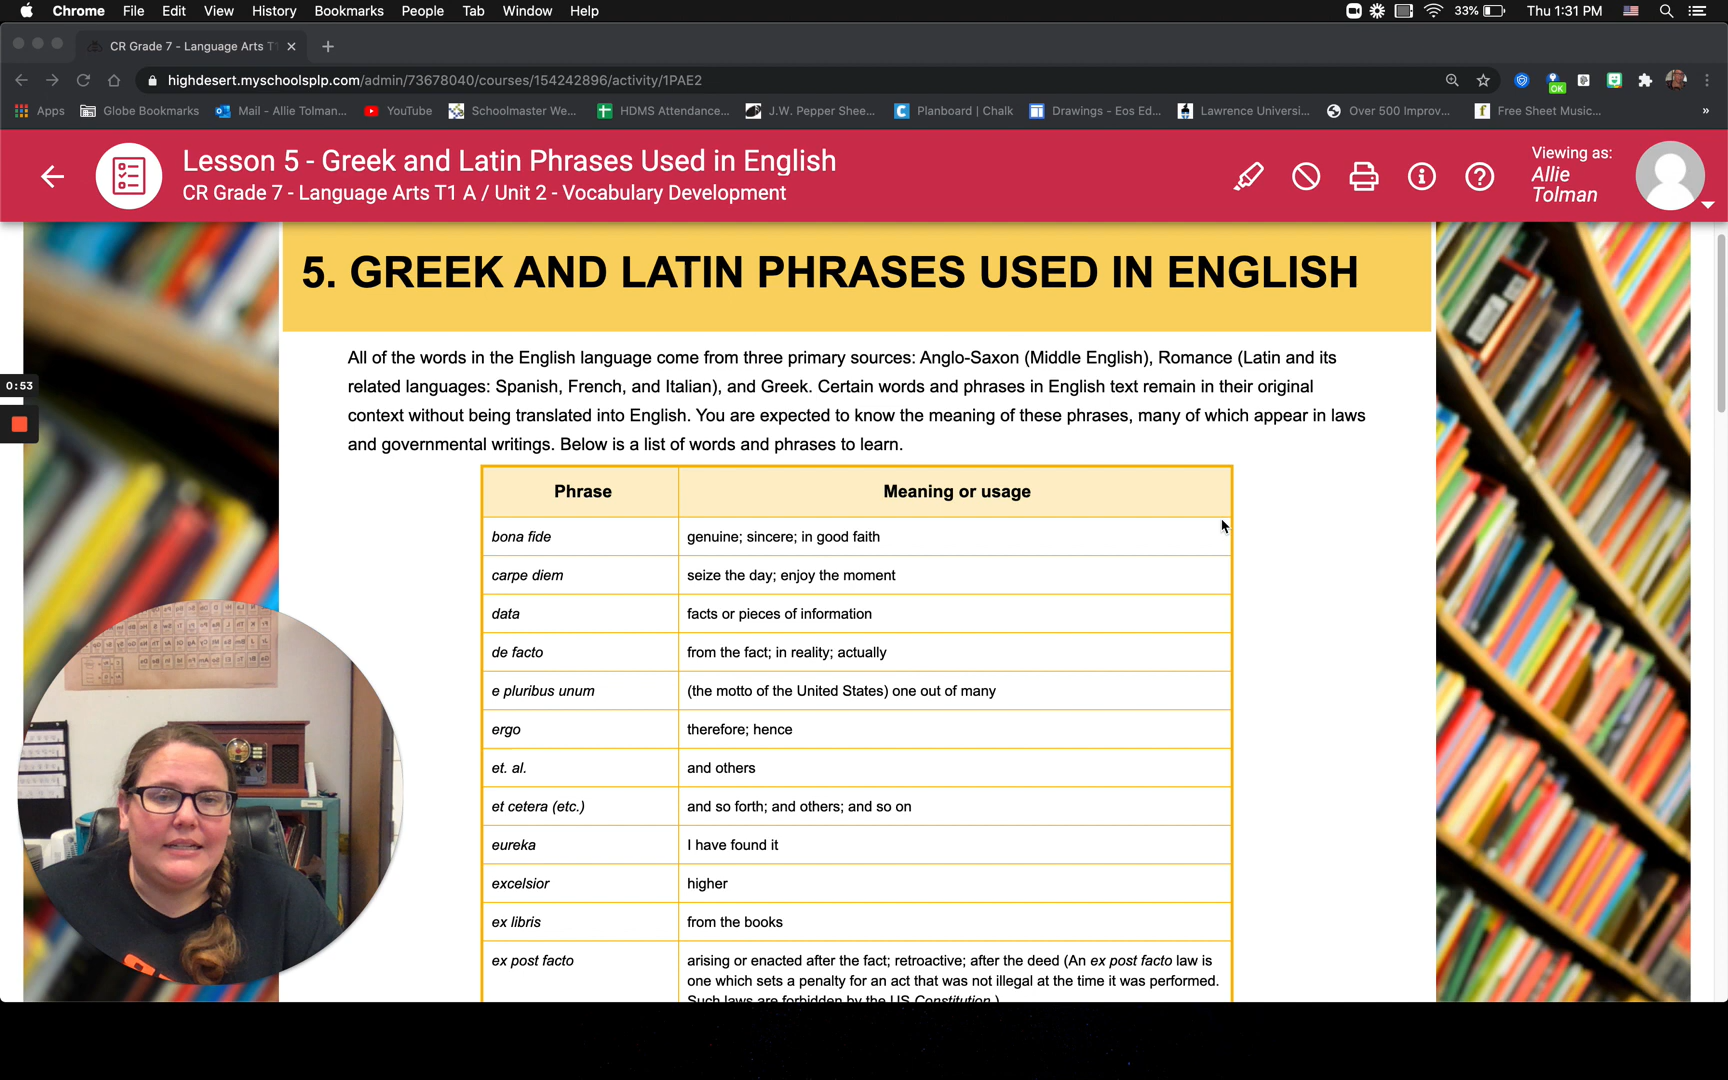 Chrome File Edit View History Bookmarks People Tab Window Help 33% Thu 1:31 PM
CR Grade 7 - Language Arts T1
highdesert.myschoolsplp.com/admin/73678040/courses/154242896/activity/1PAE2
Apps Globe Bookmarks Mail - Allie Tolman... YouTube Schoolmaster We... HDMS Attendance... J.W. Pepper Shee... Planboard | Chalk Drawings - Eos Ed... Lawrence Universi... Over 500 Improv... Free Sheet Music... »
Lesson 5 - Greek and Latin Phrases Used in English
CR Grade 7 - Language Arts T1 A / Unit 2 - Vocabulary Development
Viewing as:
Allie
Tolman
5. GREEK AND LATIN PHRASES USED IN ENGLISH
All of the words in the English language come from three primary sources: Anglo-Saxon (Middle English), Romance (Latin and its
related languages: Spanish, French, and Italian), and Greek. Certain words and phrases in English text remain in their original
context without being translated into English. You are expected to know the meaning of these phrases, many of which appear in laws
and governmental writings. Below is a list of words and phrases to learn.
0:53
Phrase Meaning or usage
bona fide genuine; sincere; in good faith
carpe diem seize the day; enjoy the moment
data facts or pieces of information
de facto from the fact; in reality; actually
e pluribus unum (the motto of the United States) one out of many
ergo therefore; hence
et. al. and others
et cetera (etc.) and so forth; and others; and so on
eureka I have found it
excelsior higher
ex libris from the books
ex post facto arising or enacted after the fact; retroactive; after the deed (An ex post facto law is
one which sets a penalty for an act that was not illegal at the time it was performed.
Such laws are forbidden by the US Constitution.)